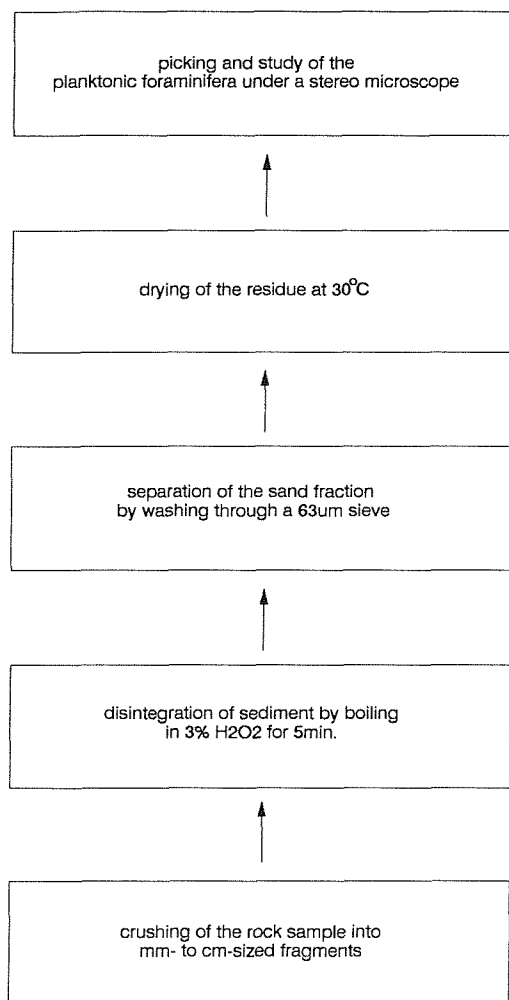 picking and study of the
planktonic foraminifera under a stereo microscope
drying of the residue at 30°C
separation of the sand fraction
by washing through a 63um sieve
disintegration of sediment by boiling
in 3% H2O2 for 5min.
crushing of the rock sample into
mm- to cm-sized fragments